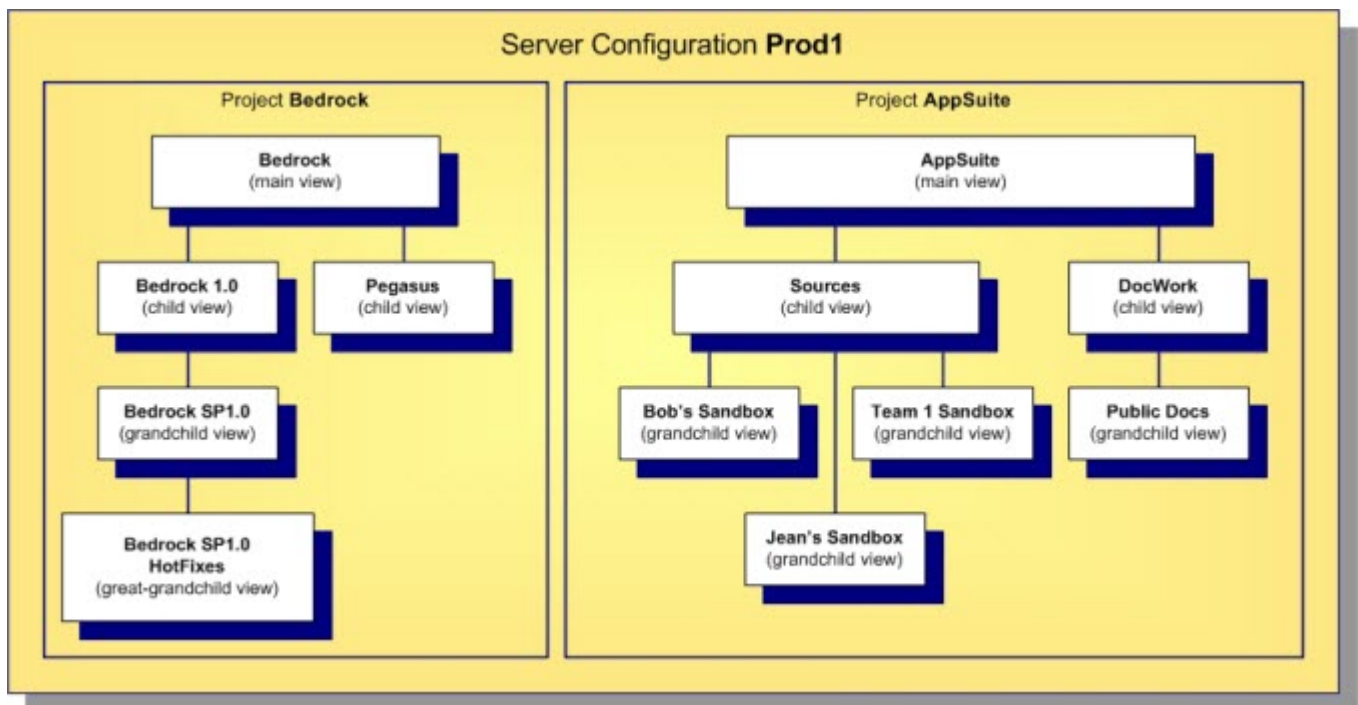 Server Configuration Prod1
Project Bedrock
Bedrock
(main view)
Bedrock 1.0
(child view)
Pegasus
(child view)
Bedrock SP1.0
(grandchild view)
Bedrock SP1.0
HotFixes
(great-grandchild view)
Project AppSuite
AppSuite
(main view)
Sources
(child view)
DocWork
(child view)
Bob's Sandbox
(grandchild view)
Team 1 Sandbox
(grandchild view)
Public Docs
(grandchild view)
Jean's Sandbox
(grandchild view)